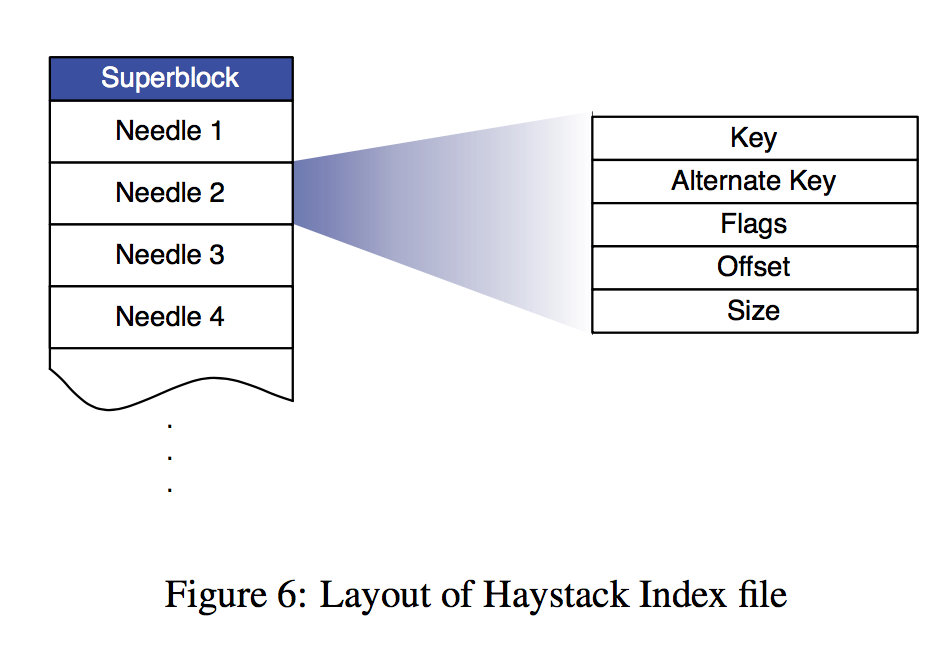 Superblock
Needle 1
Needle 2
Needle 3
Needle 4
.
.
.
Key
Alternate Key
Flags
Offset
Size
Figure 6: Layout of Haystack Index file